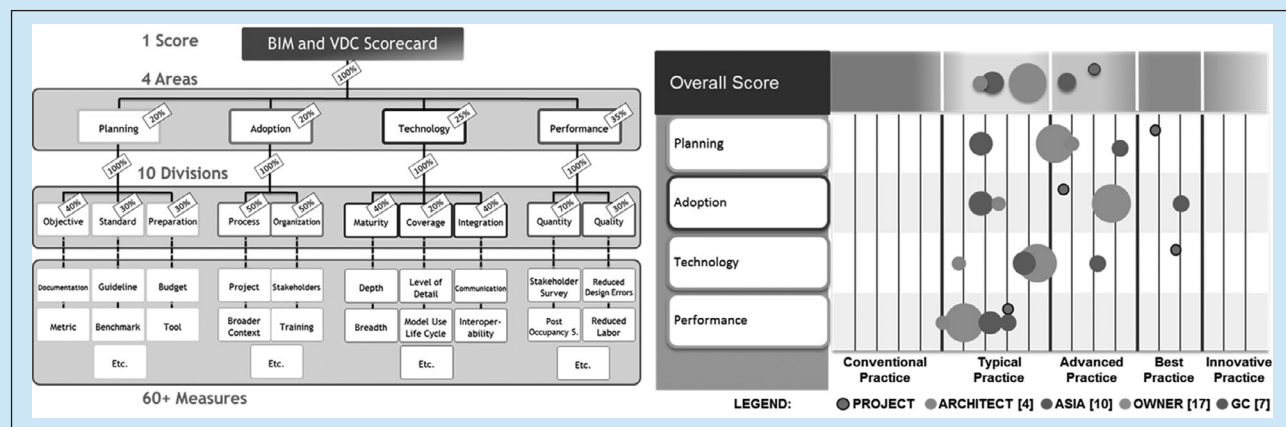 1 Score
BIM and VDC Scorecard
100%
4 Areas
Planning 20%
Adoption 20%
Technology 25%
Performance 35%
100% 100% 100% 100%
10 Divisions
40% 30% 30% 50% 50% 40% 20% 40% 70% 30%
Objective Standard Preparation Process Organization Maturity Coverage Integration Quantity Quality
Documentation Guideline Budget Project Stakeholders Depth Level of Detail Communication Stakeholder Survey Reduced Design Errors
Metric Benchmark Tool Broader Context Training Breadth Model Use Life Cycle Interoper-ability Post Occupancy S. Reduced Labor
Etc. Etc. Etc. Etc.
60+ Measures
Overall Score
Planning
Adoption
Technology
Performance
Conventional Practice
Typical Practice
Advanced Practice
Best Practice
Innovative Practice
LEGEND: PROJECT ARCHITECT [4] ASIA [10] OWNER [17] GC [7]